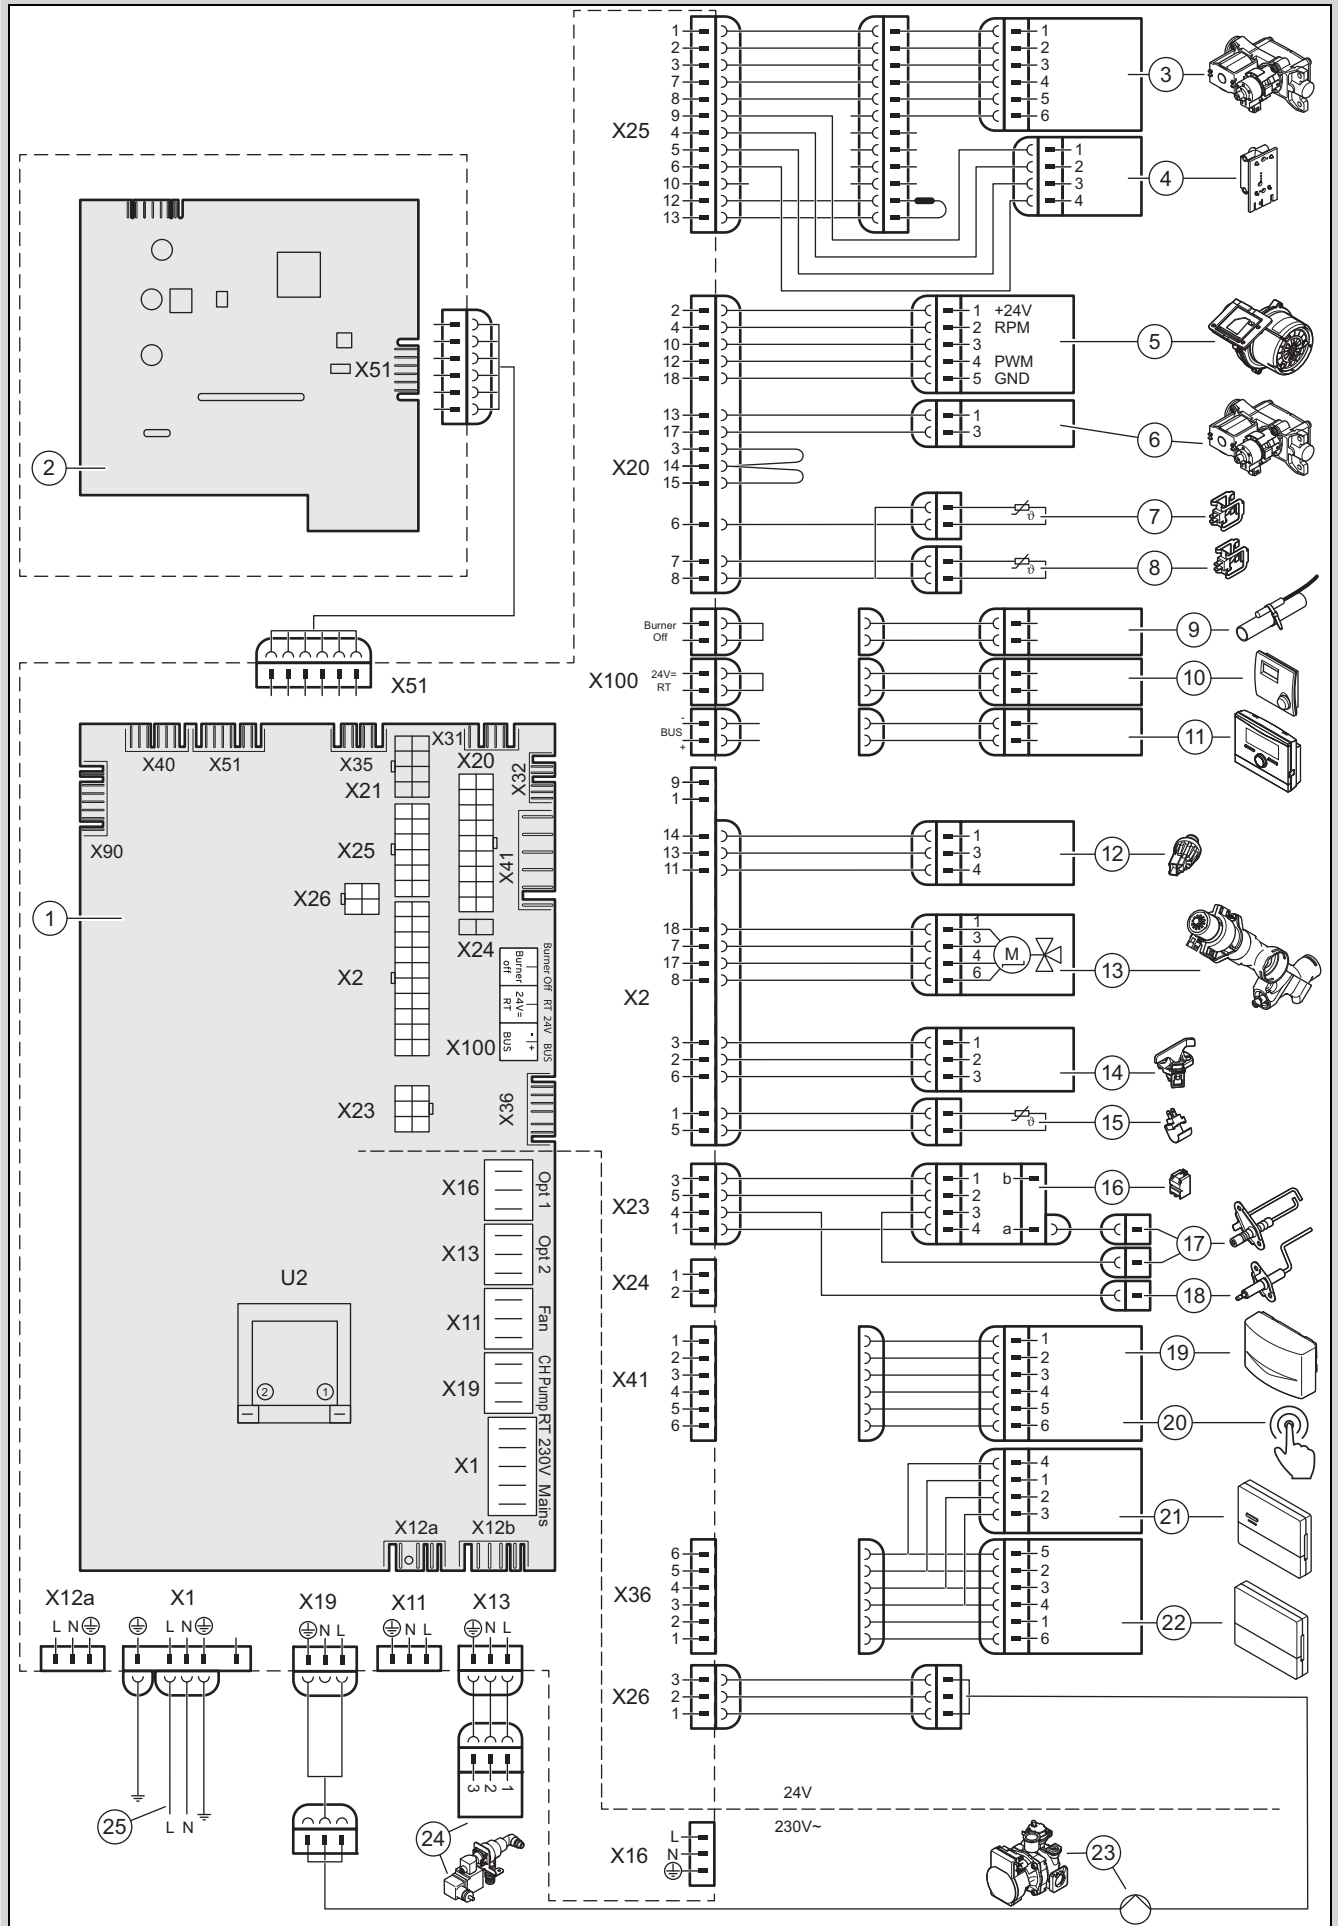 X25
1
2
3
7
8
9
4
5
6
10
12
13
1
2
3
4
5
6
3
1
2
3
4
4
X51
2
X20
2
4
10
12
18
13
17
3
14
15
6
7
8
1 +24V
2 RPM
3
4 PWM
5 GND
5
1
3
6
ϑ
7
ϑ
8
X51
X100
Burner
Off
24V=
RT
-
BUS
+
9
10
11
X40
X51
X35
X31
X21
X20
X32
X90
X25
X41
X26
X24
X2
X100
X23
X36
1
Burner
off
24V=
RT
BUS
- +
Burner Off RT 24V BUS
X16
Opt 1
X13
Opt 2
X11
Fan
X19
CH Pump
X1
RT 230V Mains
U2
2
1
X12a
X12b
X2
9
1
14
13
11
18
7
17
8
3
2
6
1
5
1
3
4
12
1
3
4
6
M
13
1
2
3
14
ϑ
15
X23
3
5
4
1
1
2
3
4
b
a
16
17
X24
1
2
18
X41
1
2
3
4
5
6
1
2
3
4
5
6
19
20
4
1
2
3
21
X36
6
5
4
3
2
1
5
2
3
4
1
6
22
X26
3
2
1
X12a
L N
X1
L N
X19
N L
X11
N L
X13
N L
3 2 1
25
L N
24
24V
230V~
X16
L
N
23